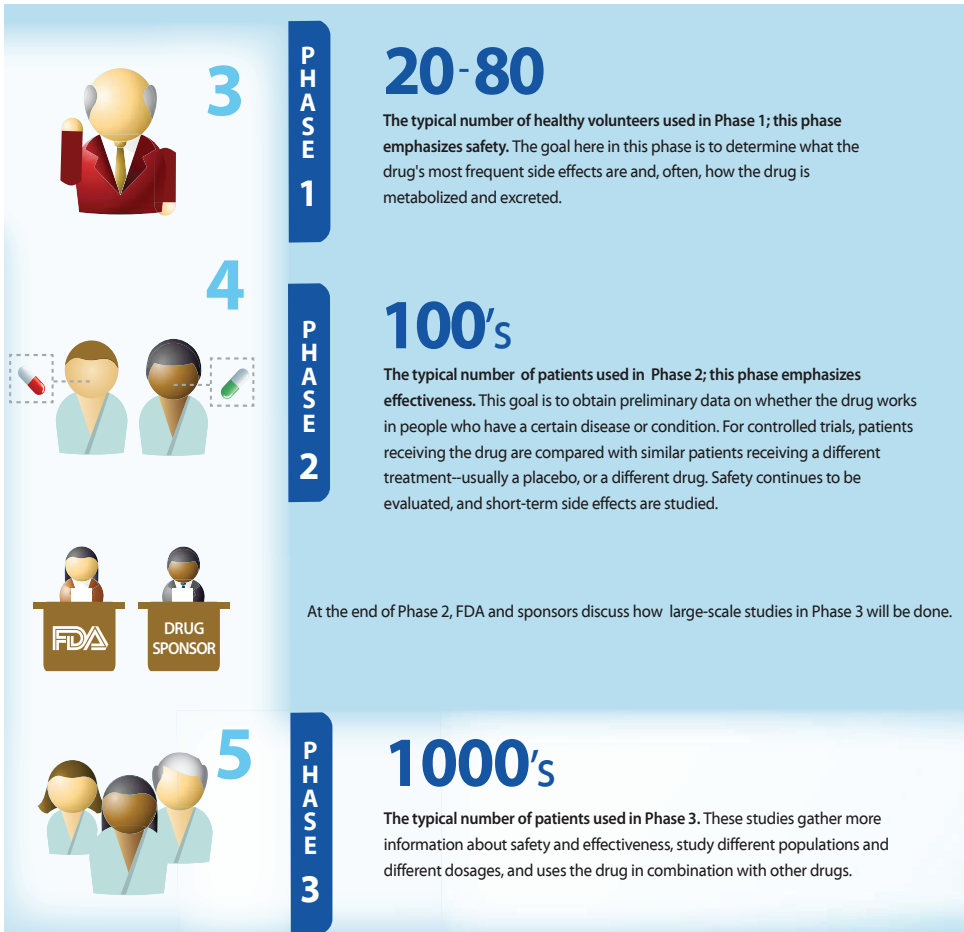 3
PHASE 1
20-80
The typical number of healthy volunteers used in Phase 1; this phase
emphasizes safety. The goal here in this phase is to determine what the
drug's most frequent side effects are and, often, how the drug is
metabolized and excreted.
4
PHASE 2
100's
The typical number of patients used in Phase 2; this phase emphasizes
effectiveness. This goal is to obtain preliminary data on whether the drug works
in people who have a certain disease or condition. For controlled trials, patients
receiving the drug are compared with similar patients receiving a different
treatment--usually a placebo, or a different drug. Safety continues to be
evaluated, and short-term side effects are studied.
FDA
DRUG
SPONSOR
At the end of Phase 2, FDA and sponsors discuss how large-scale studies in Phase 3 will be done.
5
PHASE 3
1000's
The typical number of patients used in Phase 3. These studies gather more
information about safety and effectiveness, study different populations and
different dosages, and uses the drug in combination with other drugs.